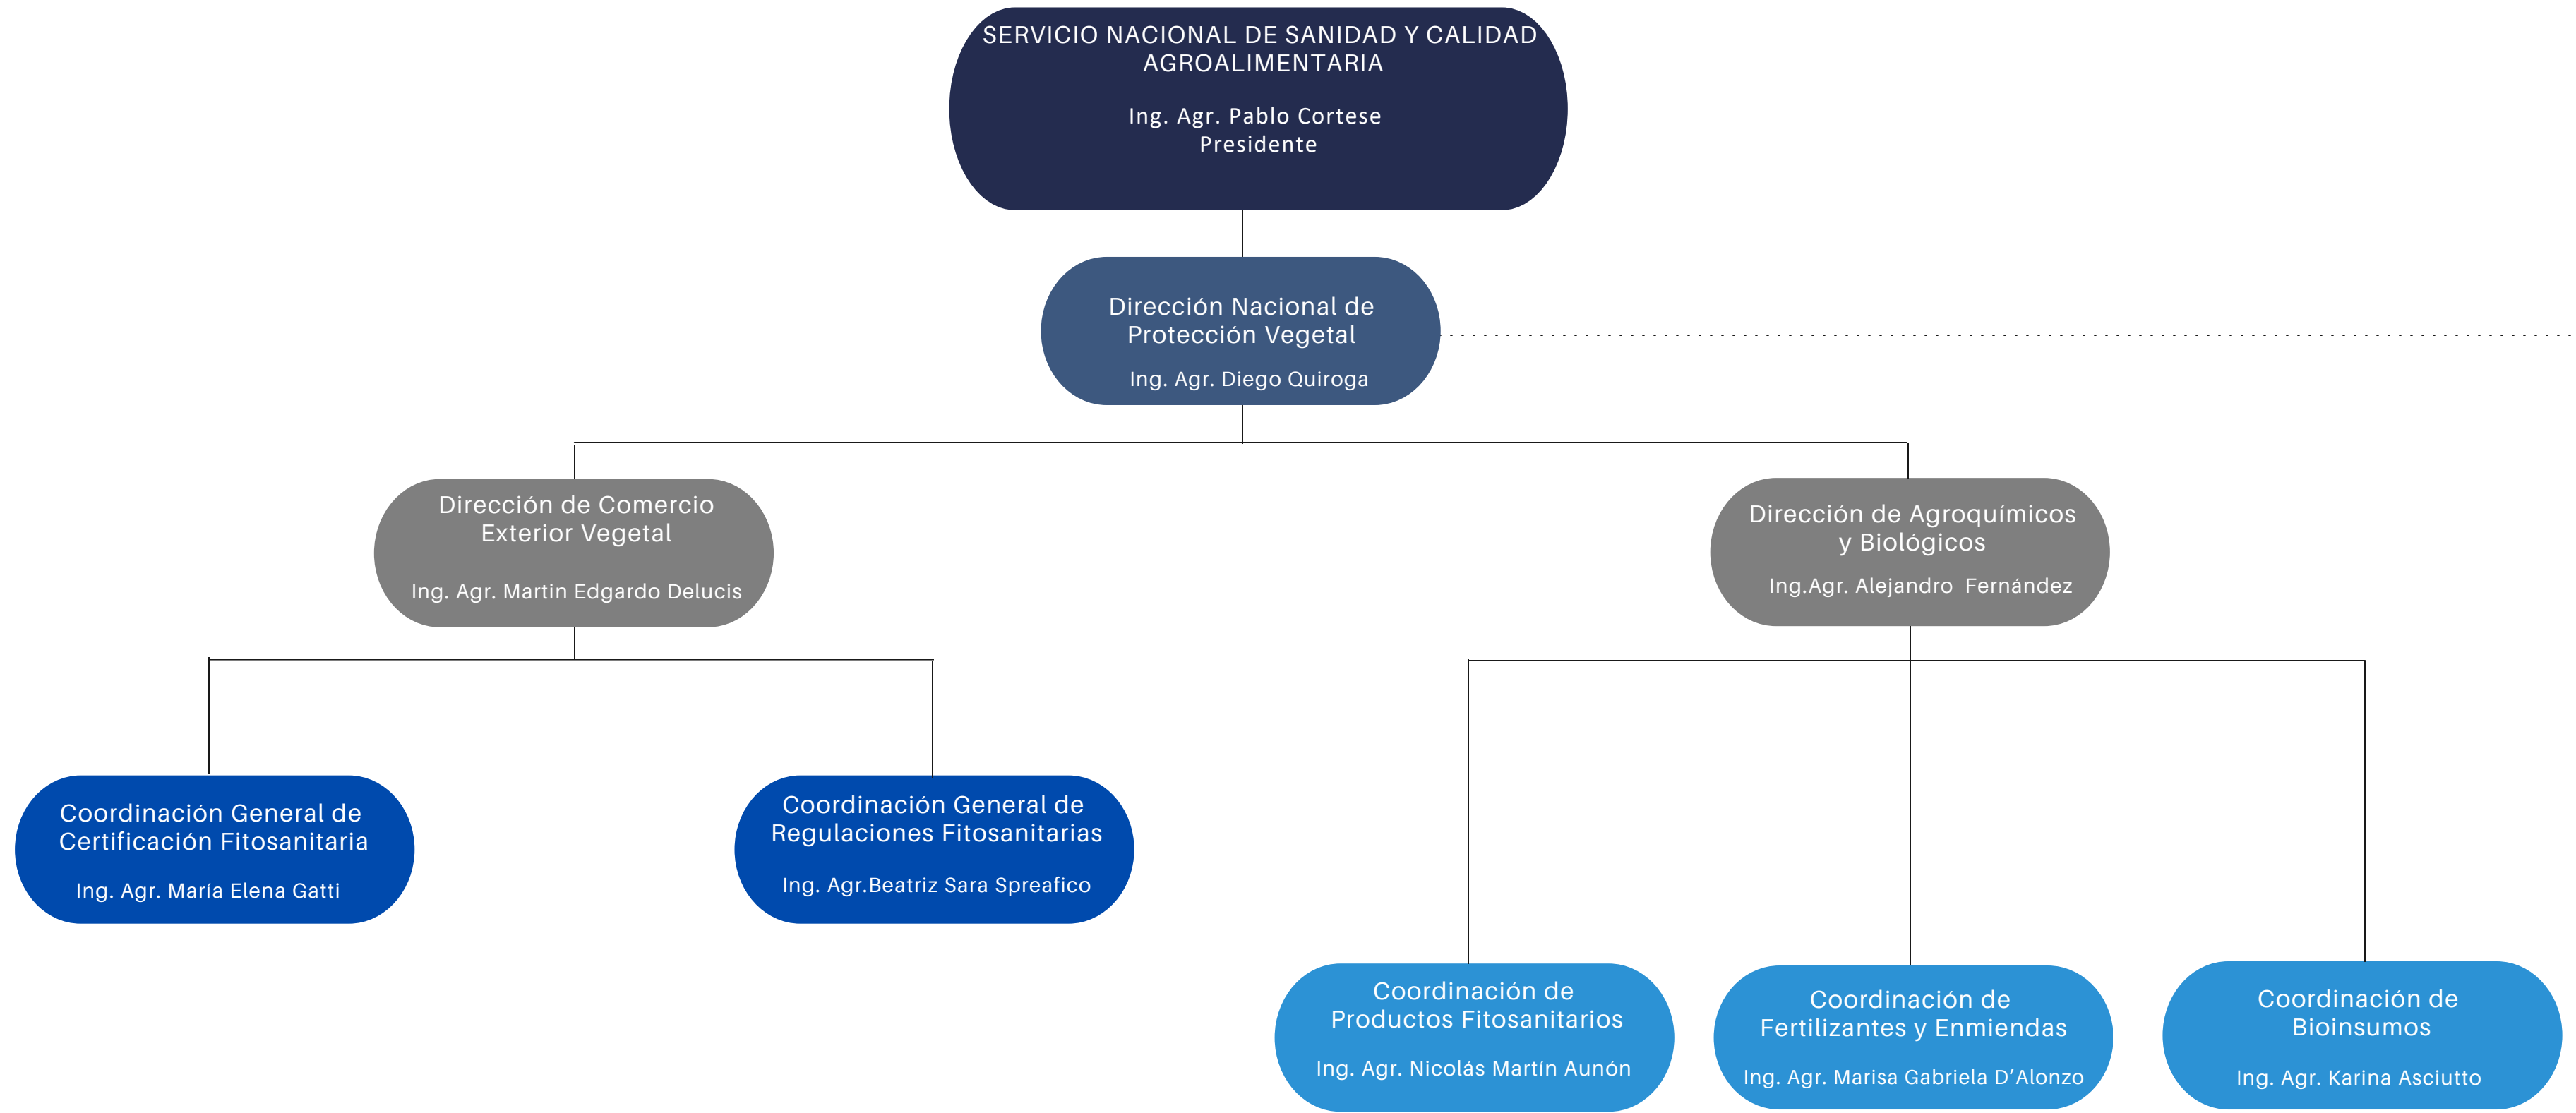 SERVICIO NACIONAL DE SANIDAD Y CALIDAD
AGROALIMENTARIA
Ing. Agr. Pablo Cortese
Presidente
Dirección Nacional de
Protección Vegetal
Ing. Agr. Diego Quiroga
Dirección de Comercio
Exterior Vegetal
Ing. Agr. Martin Edgardo Delucis
Dirección de Agroquímicos
y Biológicos
Ing.Agr. Alejandro  Fernández
Coordinación General de
Certificación Fitosanitaria
Ing. Agr. María Elena Gatti
Coordinación General de
Regulaciones Fitosanitarias
Ing. Agr.Beatriz Sara Spreafico
Coordinación de
Productos Fitosanitarios
Ing. Agr. Nicolás Martín Aunón
Coordinación de
Fertilizantes y Enmiendas
Ing. Agr. Marisa Gabriela D’Alonzo
Coordinación de
Bioinsumos
Ing. Agr. Karina Asciutto